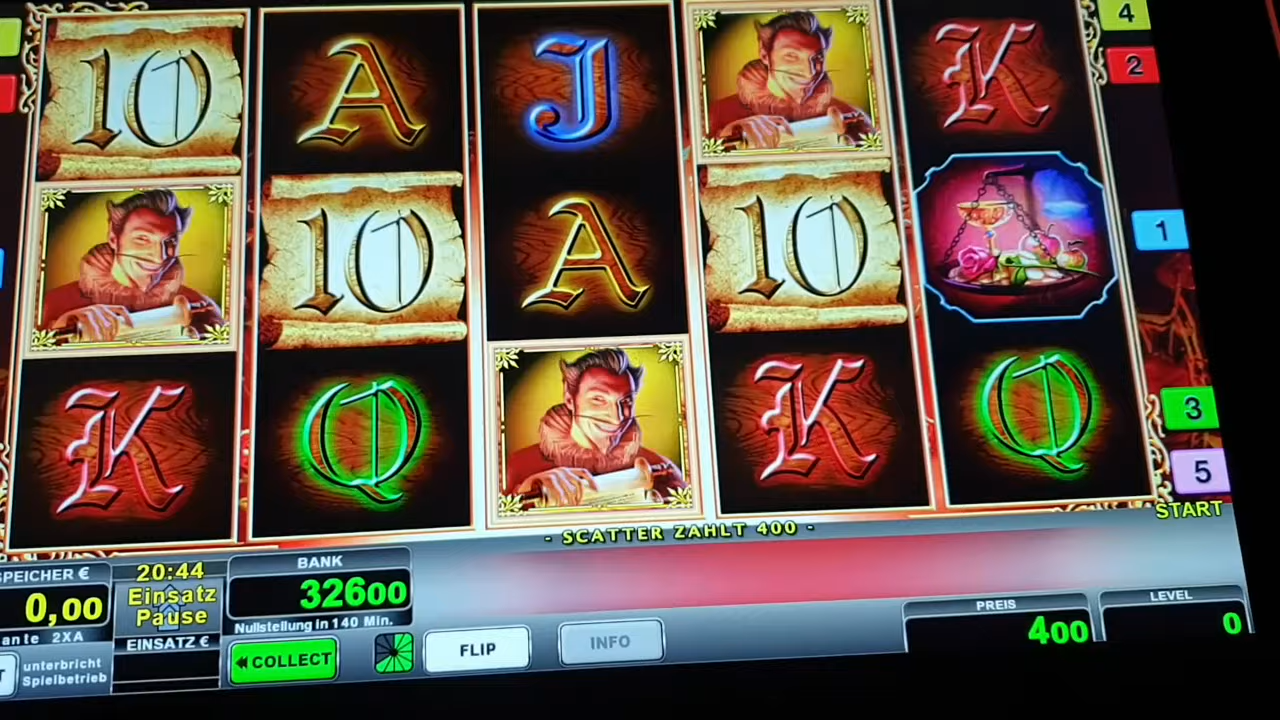 4
10 A J K
2
10 A 10
1
K Q K Q
3
5
- SCATTER ZAHLT 400 -
START
SPEICHER €
0,00
20:44
Einsatz
Pause
EINSATZ €
BANK
32600
Nullstellung in 140 Min.
2XA
unterbricht
Spielbetrieb
COLLECT
FLIP
INFO
PREIS
400
LEVEL
0